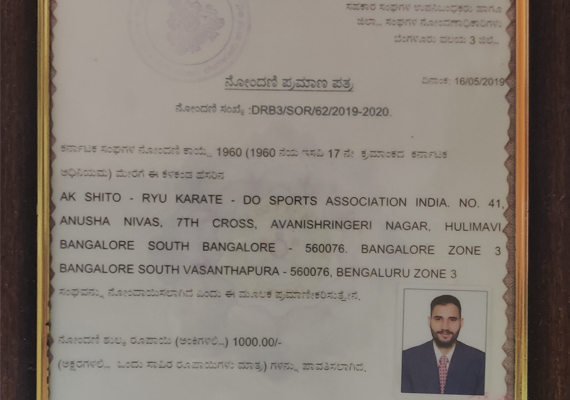 ಸಹಕಾರ ಸಂಘಗಳ ಉಪನಿಬಂಧಕರು ಹಾಗೂ
ಜಿಲ್ಲಾ ಸಂಘಗಳ ನೋಂದಣಾಧಿಕಾರಿಗಳು
ಬೆಂಗಳೂರು ವಲಯ 3 ಜಿಲ್ಲೆ.
ನೋಂದಣಿ ಪ್ರಮಾಣ ಪತ್ರ
ದಿನಾಂಕ: 16/05/2019
ನೋಂದಣಿ ಸಂಖ್ಯೆ :DRB3/SOR/62/2019-2020.
ಕರ್ನಾಟಕ ಸಂಘಗಳ ನೋಂದಣಿ ಕಾಯ್ದೆ 1960 (1960 ನೆಯ ಇಸವಿ 17 ನೇ ಕ್ರಮಾಂಕದ ಕರ್ನಾಟಕ
ಅಧಿನಿಯಮ) ಮೇರೆಗೆ ಈ ಕೆಳಕಂಡ ಹೆಸರಿನ
AK SHITO - RYU KARATE - DO SPORTS ASSOCIATION INDIA. NO. 41,
ANUSHA NIVAS, 7TH CROSS, AVANISHRINGERI NAGAR, HULIMAVI,
BANGALORE SOUTH BANGALORE - 560076. BANGALORE ZONE 3
BANGALORE SOUTH VASANTHAPURA - 560076, BENGALURU ZONE 3
ಸಂಘವನ್ನು ನೋಂದಾಯಿಸಲಾಗಿದೆ ಎಂದು ಈ ಮೂಲಕ ಪ್ರಮಾಣೀಕರಿಸುತ್ತೇನೆ.
ನೋಂದಣಿ ಶುಲ್ಕ ರೂಪಾಯಿ (ಅಂಕಿಗಳಲ್ಲಿ..) 1000.00/-
(ಅಕ್ಷರಗಳಲ್ಲಿ.. ಒಂದು ಸಾವಿರ ರೂಪಾಯಿಗಳು ಮಾತ್ರ) ಗಳನ್ನು ಪಾವತಿಸಲಾಗಿದೆ.